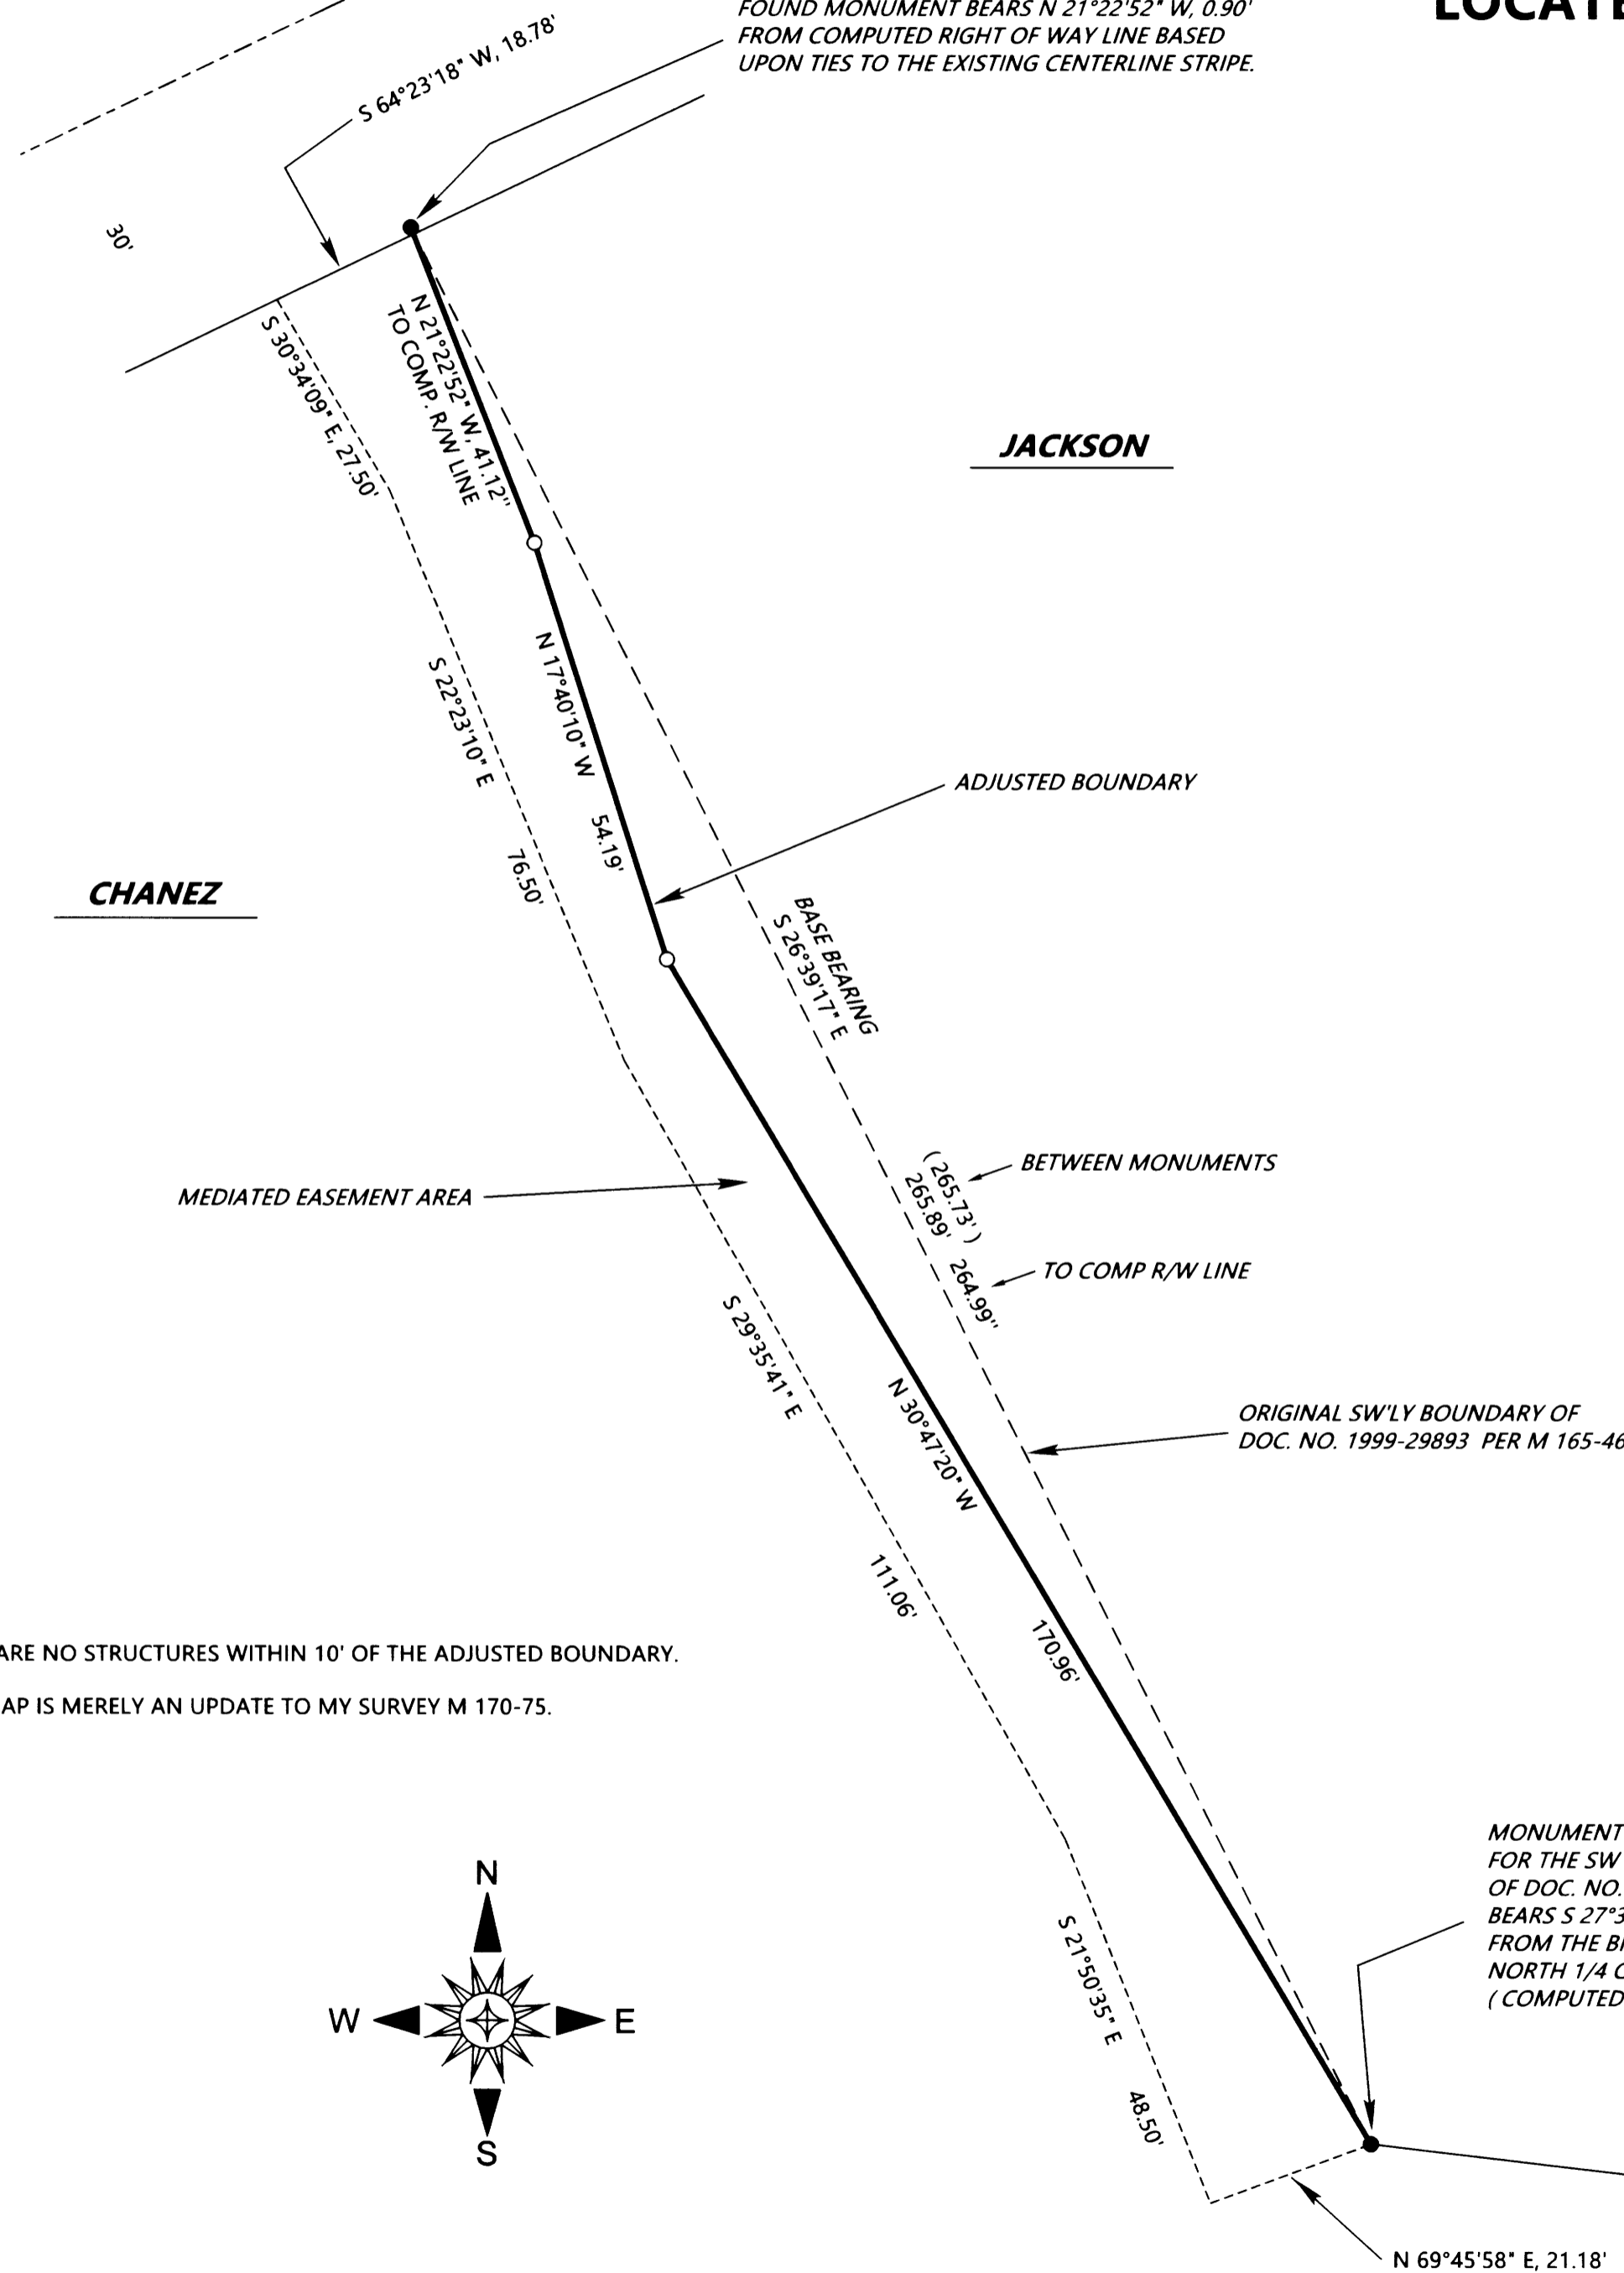 LOCATE
FOUND MONUMENT BEARS N 21°22'52" W, 0.90'
FROM COMPUTED RIGHT OF WAY LINE BASED
UPON TIES TO THE EXISTING CENTERLINE STRIPE.
S 64°23'18" W, 18.78'
30'
N 21°22'52" W, 41.12"
TO COMP. R/W LINE
S 30°34'09" E, 27.50'
JACKSON
N 17°40'10" W 54.19'
S 22°23'10" E 76.50'
ADJUSTED BOUNDARY
CHANEZ
BASE BEARING
S 26°39'17" E
BETWEEN MONUMENTS
( 265.73' )
265.89'
264.99"
TO COMP R/W LINE
MEDIATED EASEMENT AREA
S 29°35'41" E 111.06'
N 30°47'20" W 170.96'
ORIGINAL SW'LY BOUNDARY OF
DOC. NO. 1999-29893 PER M 165-46
ARE NO STRUCTURES WITHIN 10' OF THE ADJUSTED BOUNDARY.
AP IS MERELY AN UPDATE TO MY SURVEY M 170-75.
MONUMENT
FOR THE SW
OF DOC. NO.
BEARS S 27°3
FROM THE
NORTH 1/4
( COMPUTED
N
W E
S
S 21°50'35" E 48.50'
N 69°45'58" E, 21.18'